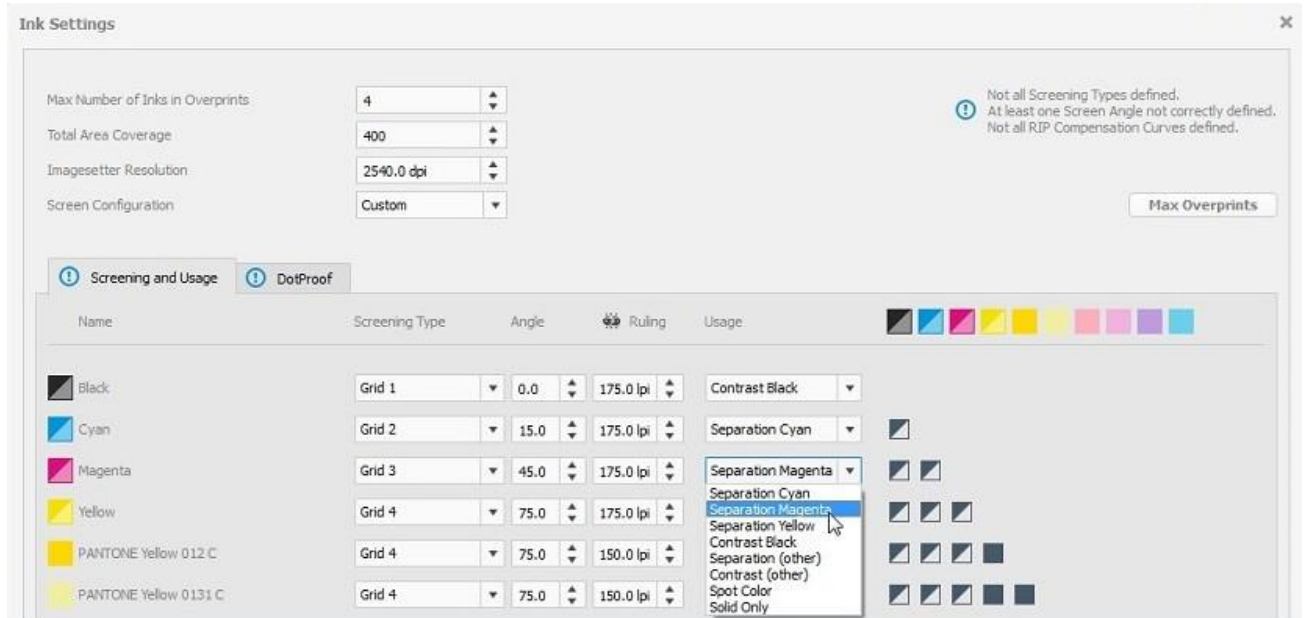 Ink Settings
Max Number of Inks in Overprints 4
Total Area Coverage 400
Imagesetter Resolution 2540.0 dpi
Screen Configuration Custom
Not all Screening Types defined.
At least one Screen Angle not correctly defined.
Not all RIP Compensation Curves defined.
Max Overprints
Screening and Usage DotProof
Name Screening Type Angle Ruling Usage
Black Grid 1 0.0 175.0 lpi Contrast Black
Cyan Grid 2 15.0 175.0 lpi Separation Cyan
Magenta Grid 3 45.0 175.0 lpi Separation Magenta
Separation Cyan
Yellow Grid 4 75.0 175.0 lpi Separation Magenta
Separation Yellow
Contrast Black
PANTONE Yellow 012 C Grid 4 75.0 150.0 lpi Separation (other)
Contrast (other)
PANTONE Yellow 0131 C Grid 4 75.0 150.0 lpi Spot Color
Solid Only